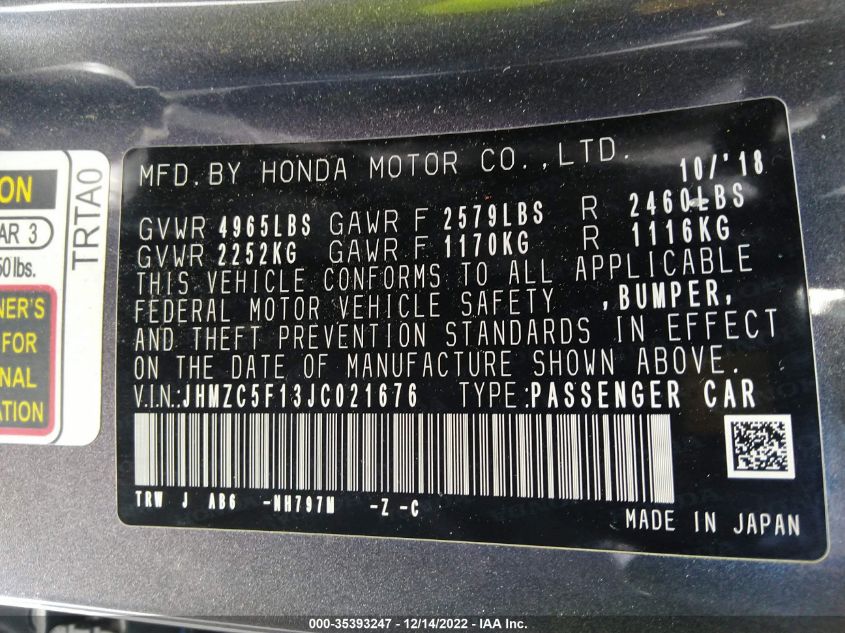 MFD. BY HONDA MOTOR CO., LTD. 10/'18
GVWR 4965LBS GAWR F 2579LBS R 2460LBS
GVWR 2252KG GAWR F 1170KG R 1116KG
THIS VEHICLE CONFORMS TO ALL APPLICABLE
FEDERAL MOTOR VEHICLE SAFETY , BUMPER,
AND THEFT PREVENTION STANDARDS IN EFFECT
ON THE DATE OF MANUFACTURE SHOWN ABOVE.
V.I.N.:JHMZC5F13JC021676 TYPE:PASSENGER CAR
TRW J AB6 -NH797M -Z -C
MADE IN JAPAN
ON
AR 3
50 lbs.
NER'S
FOR
NAL
ATION
TRTA0
000-35393247 - 12/14/2022 - IAA Inc.